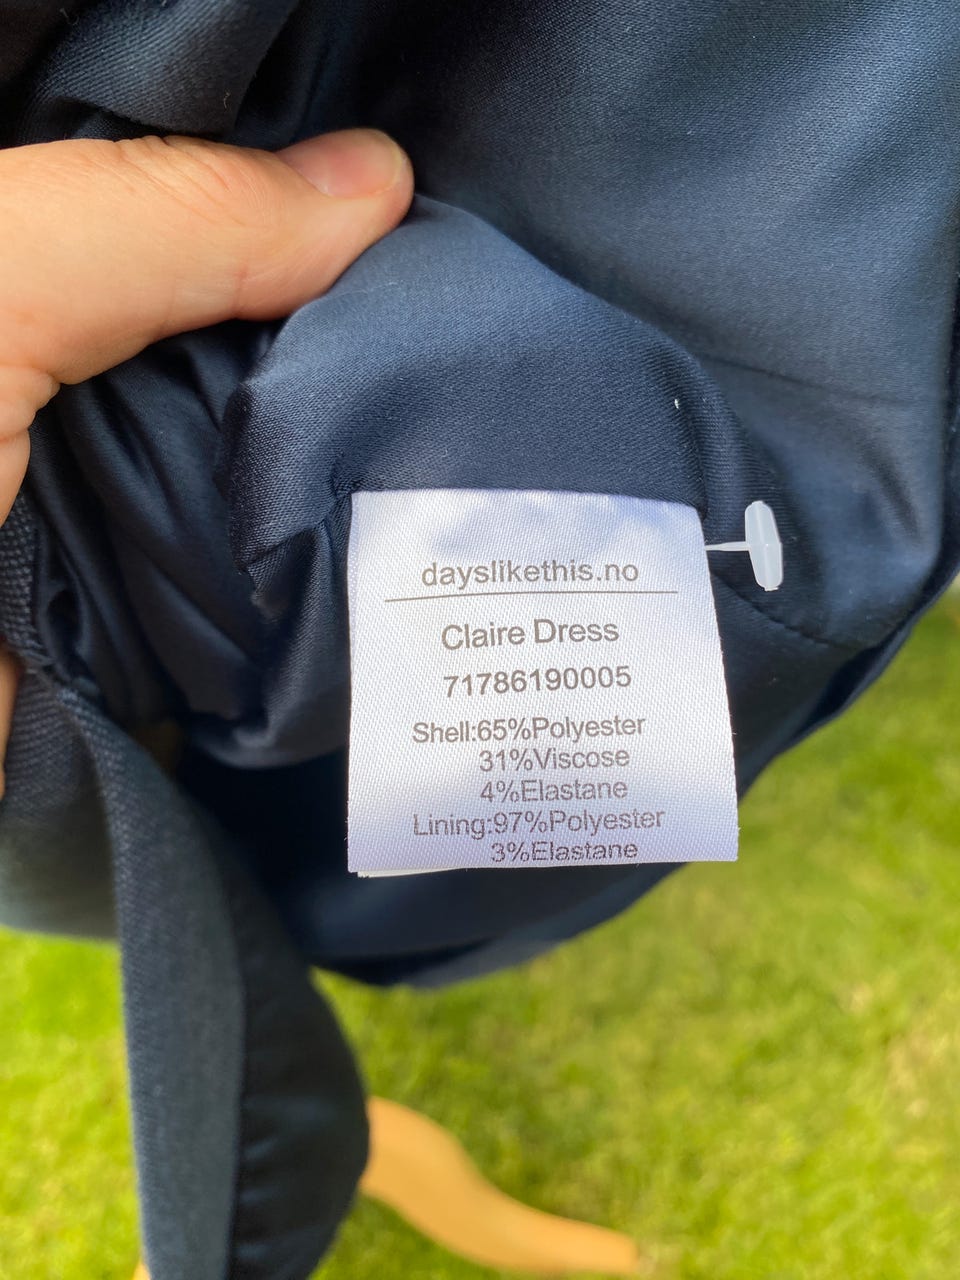 dayslikethis.no
Claire Dress
71786190005
Shell:65%Polyester
31%Viscose
4%Elastane
Lining:97%Polyester
3%Elastane